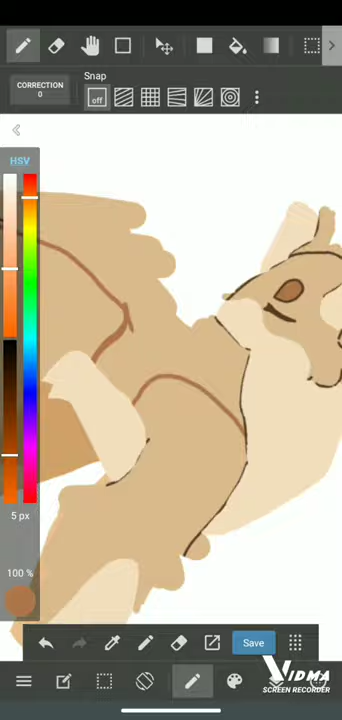 CORRECTION
0
Snap
off
HSV
5 px
100 %
Save
VIDMA
SCREEN RECORDER